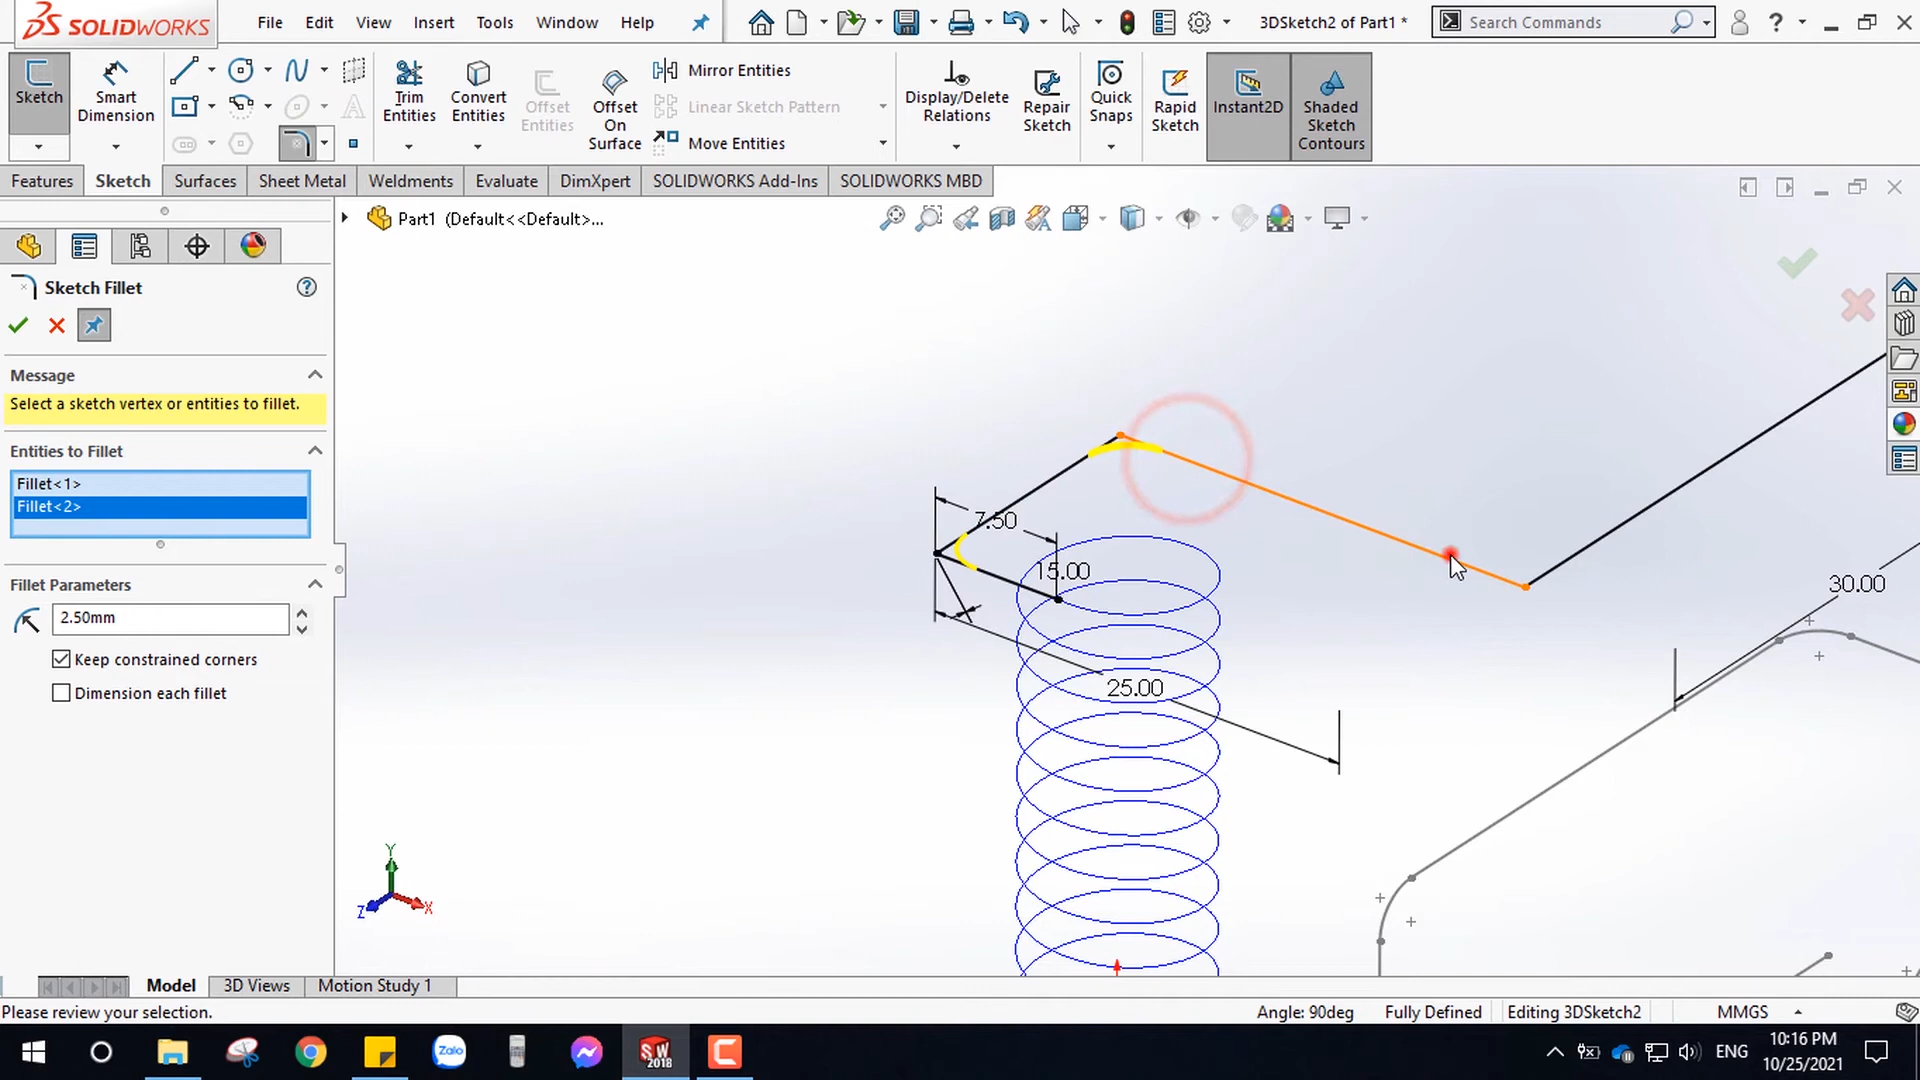 SOLIDWORKS
File Edit View Insert Tools Window Help
3DSketch2 of Part1 *
Search Commands
Sketch
Smart Dimension
Trim Entities
Convert Entities
Offset Entities
Offset On Surface
Mirror Entities
Linear Sketch Pattern
Move Entities
Display/Delete Relations
Repair Sketch
Quick Snaps
Rapid Sketch
Instant2D
Shaded Sketch Contours
Features Sketch Surfaces Sheet Metal Weldments Evaluate DimXpert SOLIDWORKS Add-Ins SOLIDWORKS MBD
Part1 (Default<<Default>...
Sketch Fillet
Message
Select a sketch vertex or entities to fillet.
Entities to Fillet
Fillet<1>
Fillet<2>
Fillet Parameters
2.50mm
Keep constrained corners
Dimension each fillet
7.50
15.00
25.00
30.00
Y
Z
X
Model 3D Views Motion Study 1
Please review your selection.
Angle: 90deg Fully Defined Editing 3DSketch2 MMGS
Zalo
SW 2018
ENG
10:16 PM
10/25/2021